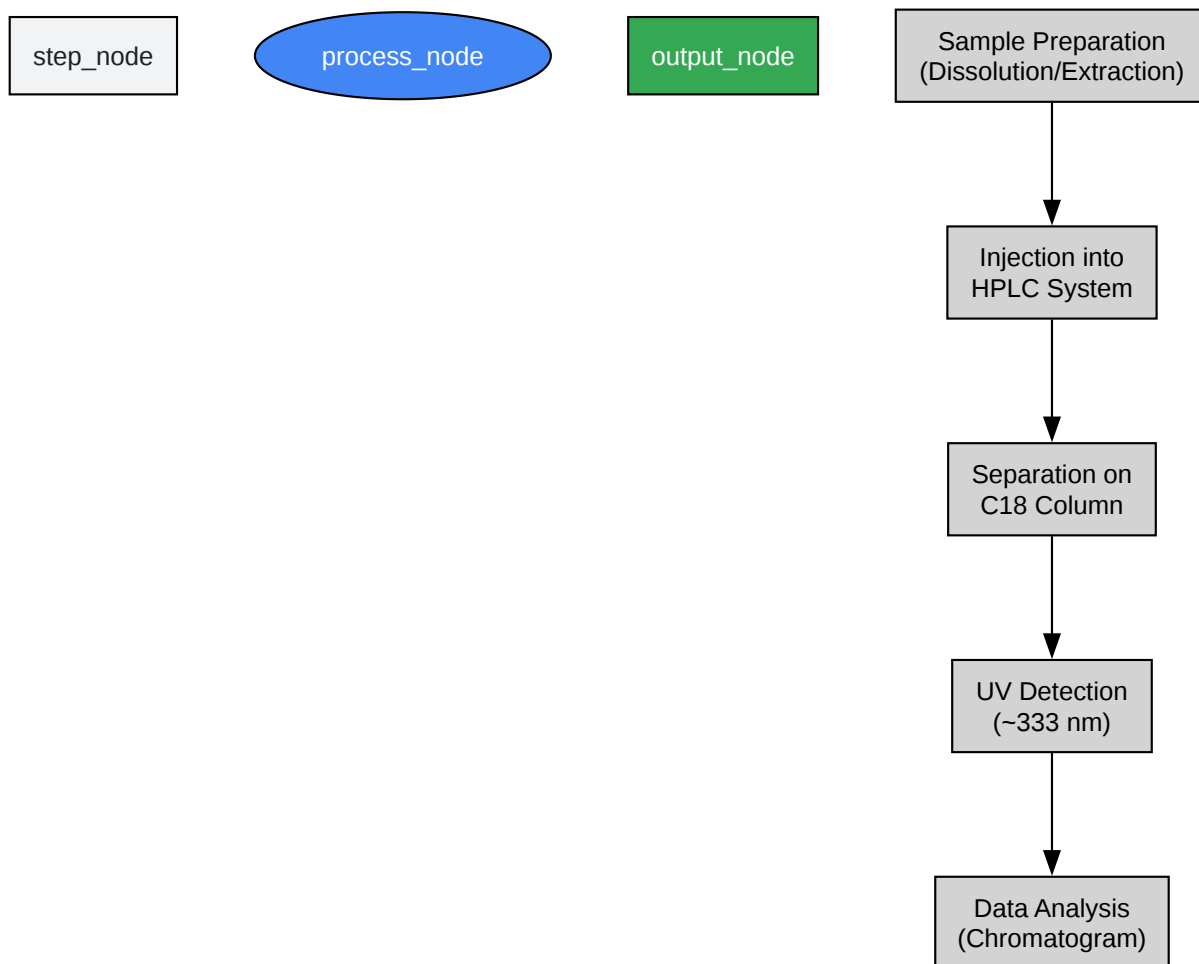 step_node
process_node
output_node
Sample Preparation
(Dissolution/Extraction)
Injection into
HPLC System
Separation on
C18 Column
UV Detection
(~333 nm)
Data Analysis
(Chromatogram)